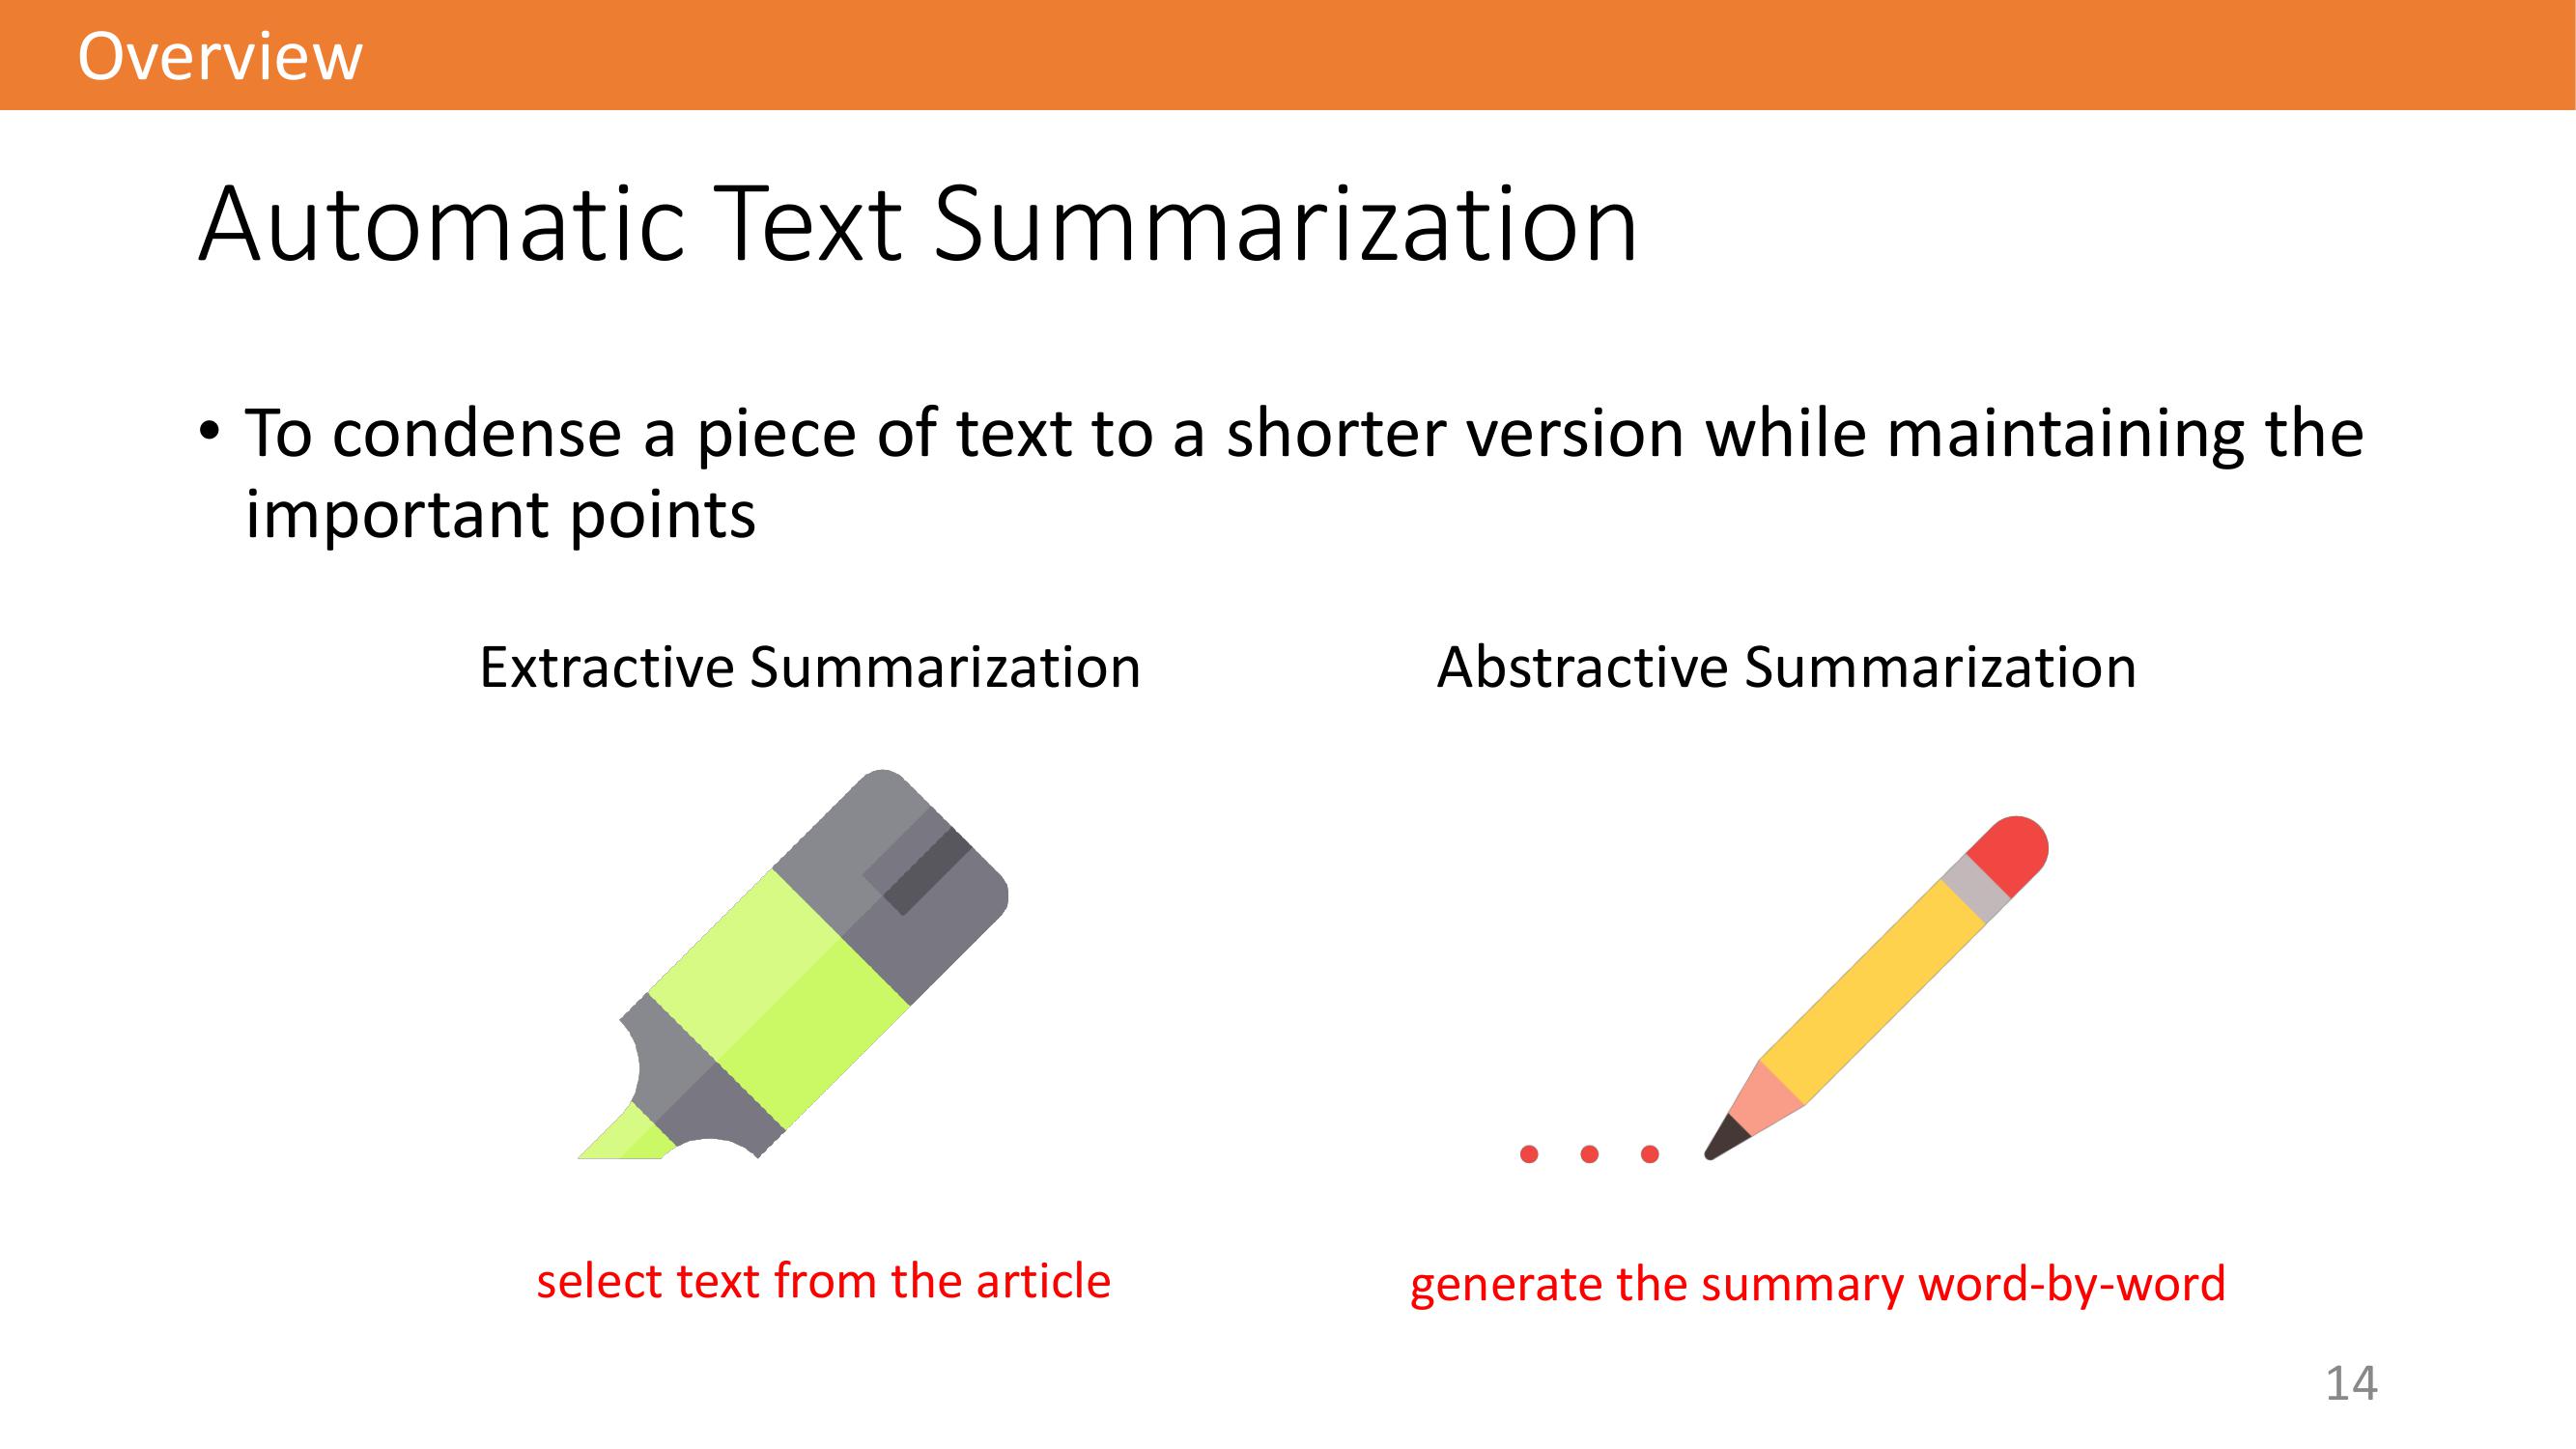 Overview
Automatic Text Summarization
• To condense a piece of text to a shorter version while maintaining the
important points
Extractive Summarization
Abstractive Summarization
select text from the article
generate the summary word-by-word
14